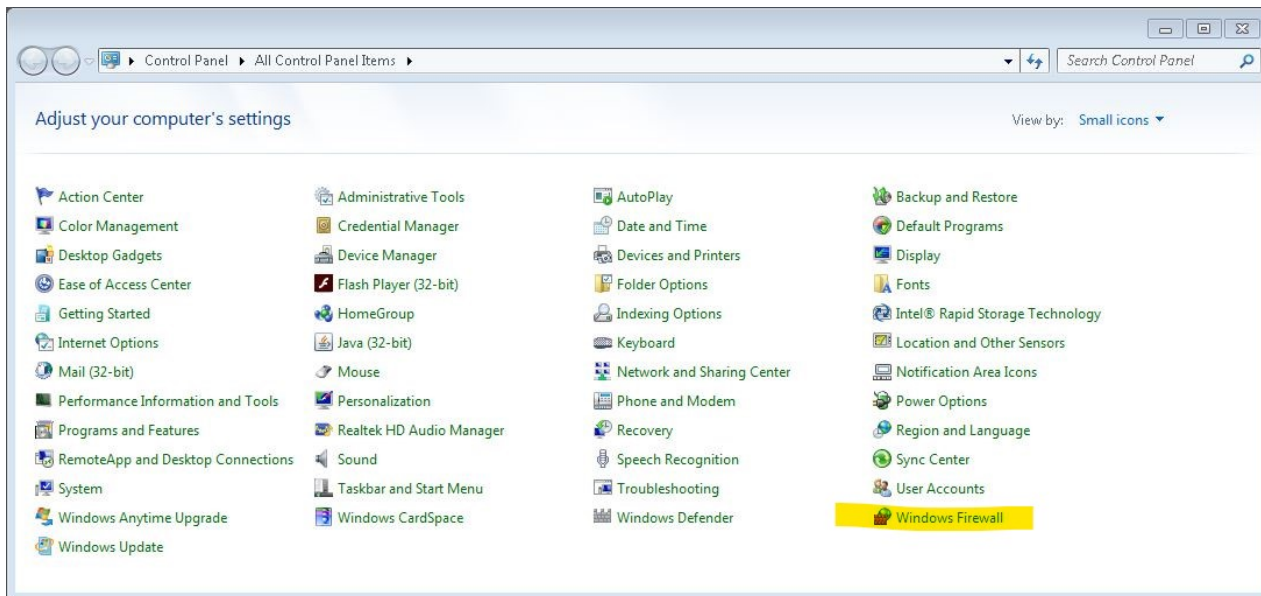 Control Panel ▸ All Control Panel Items ▸
Search Control Panel
Adjust your computer's settings
View by: Small icons
Action Center
Administrative Tools
AutoPlay
Backup and Restore
Color Management
Credential Manager
Date and Time
Default Programs
Desktop Gadgets
Device Manager
Devices and Printers
Display
Ease of Access Center
Flash Player (32-bit)
Folder Options
Fonts
Getting Started
HomeGroup
Indexing Options
Intel® Rapid Storage Technology
Internet Options
Java (32-bit)
Keyboard
Location and Other Sensors
Mail (32-bit)
Mouse
Network and Sharing Center
Notification Area Icons
Performance Information and Tools
Personalization
Phone and Modem
Power Options
Programs and Features
Realtek HD Audio Manager
Recovery
Region and Language
RemoteApp and Desktop Connections
Sound
Speech Recognition
Sync Center
System
Taskbar and Start Menu
Troubleshooting
User Accounts
Windows Anytime Upgrade
Windows CardSpace
Windows Defender
Windows Firewall
Windows Update